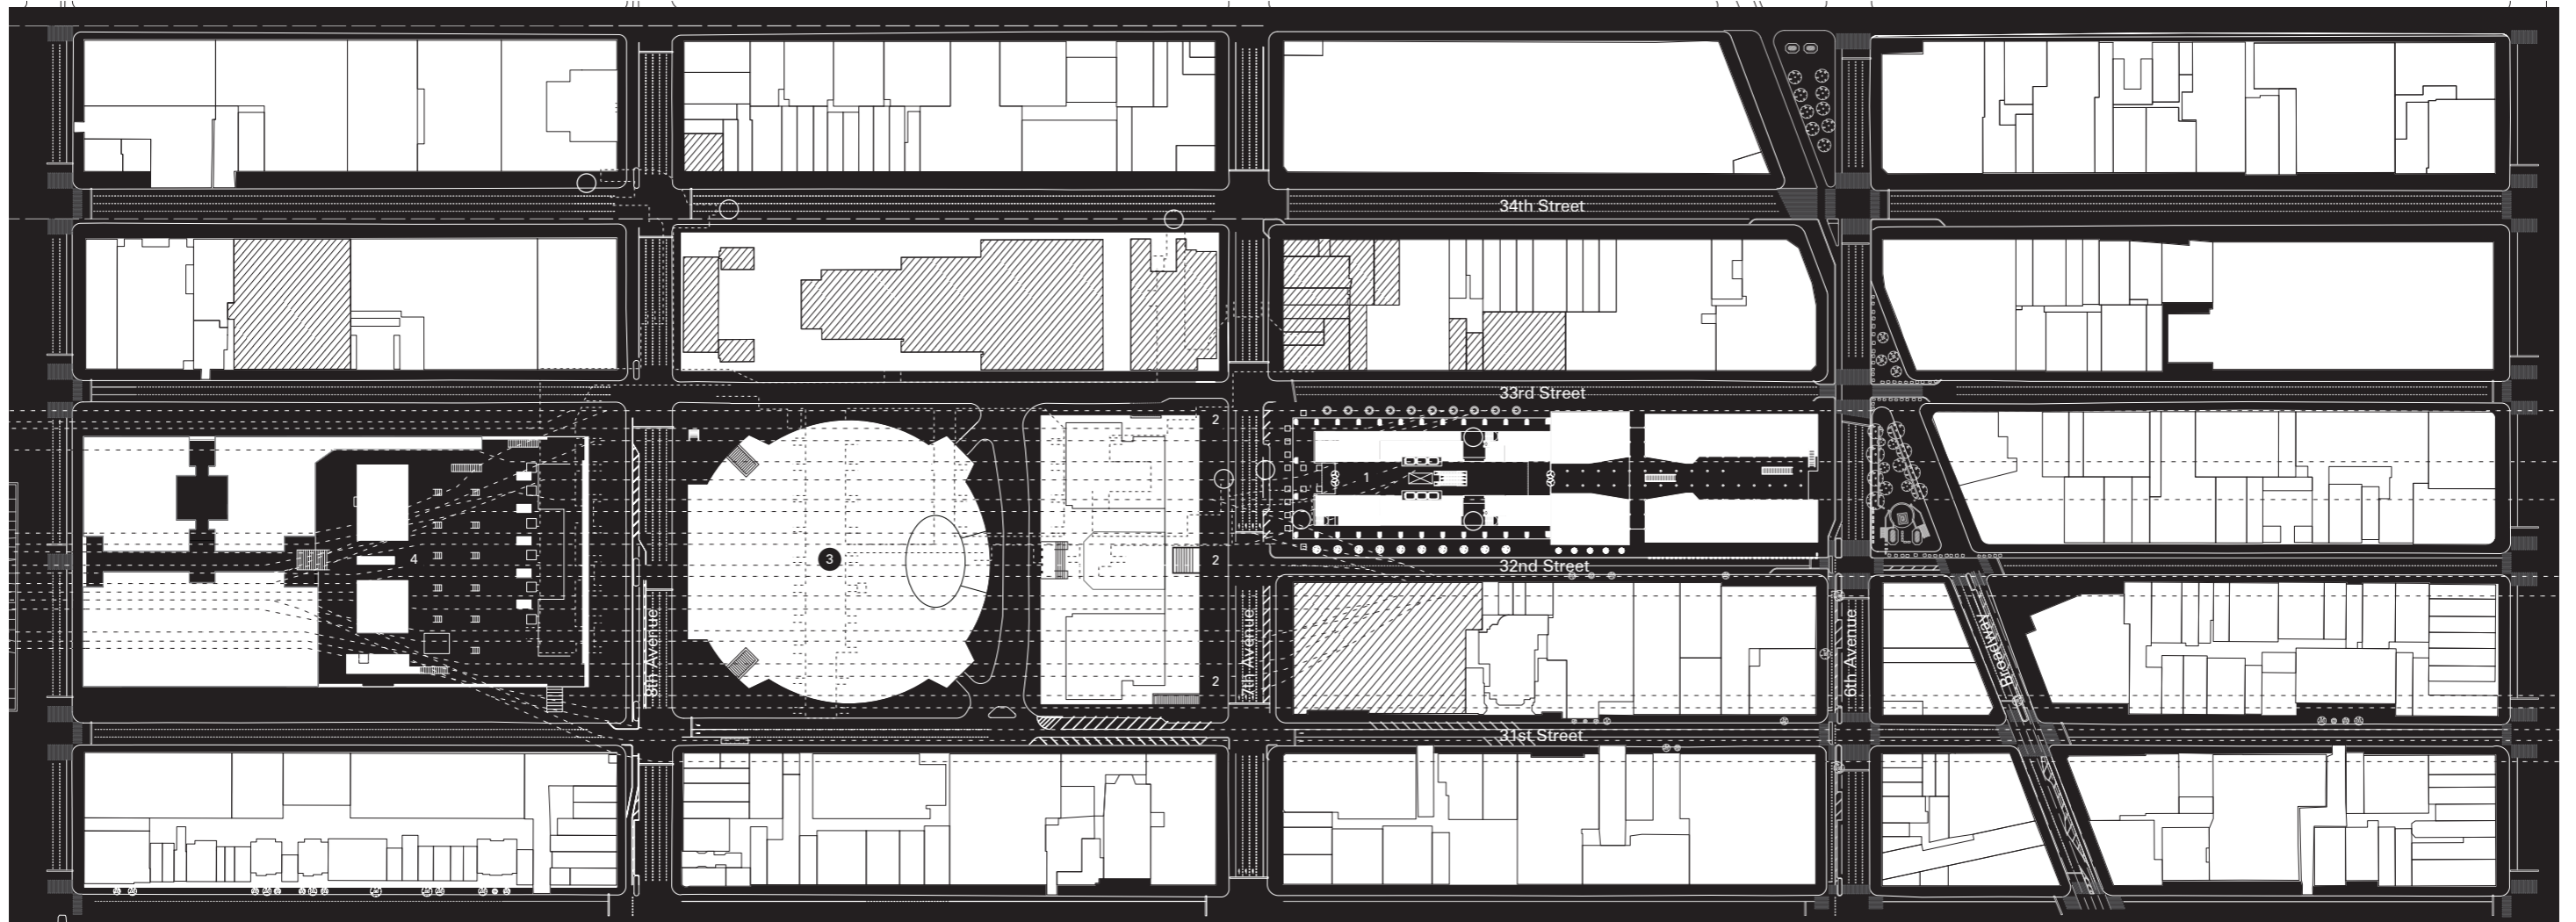 34th Street
33rd Street
2
1
3
4
2
32nd Street
8th Avenue
7th Avenue
6th Avenue
Broadway
2
31st Street